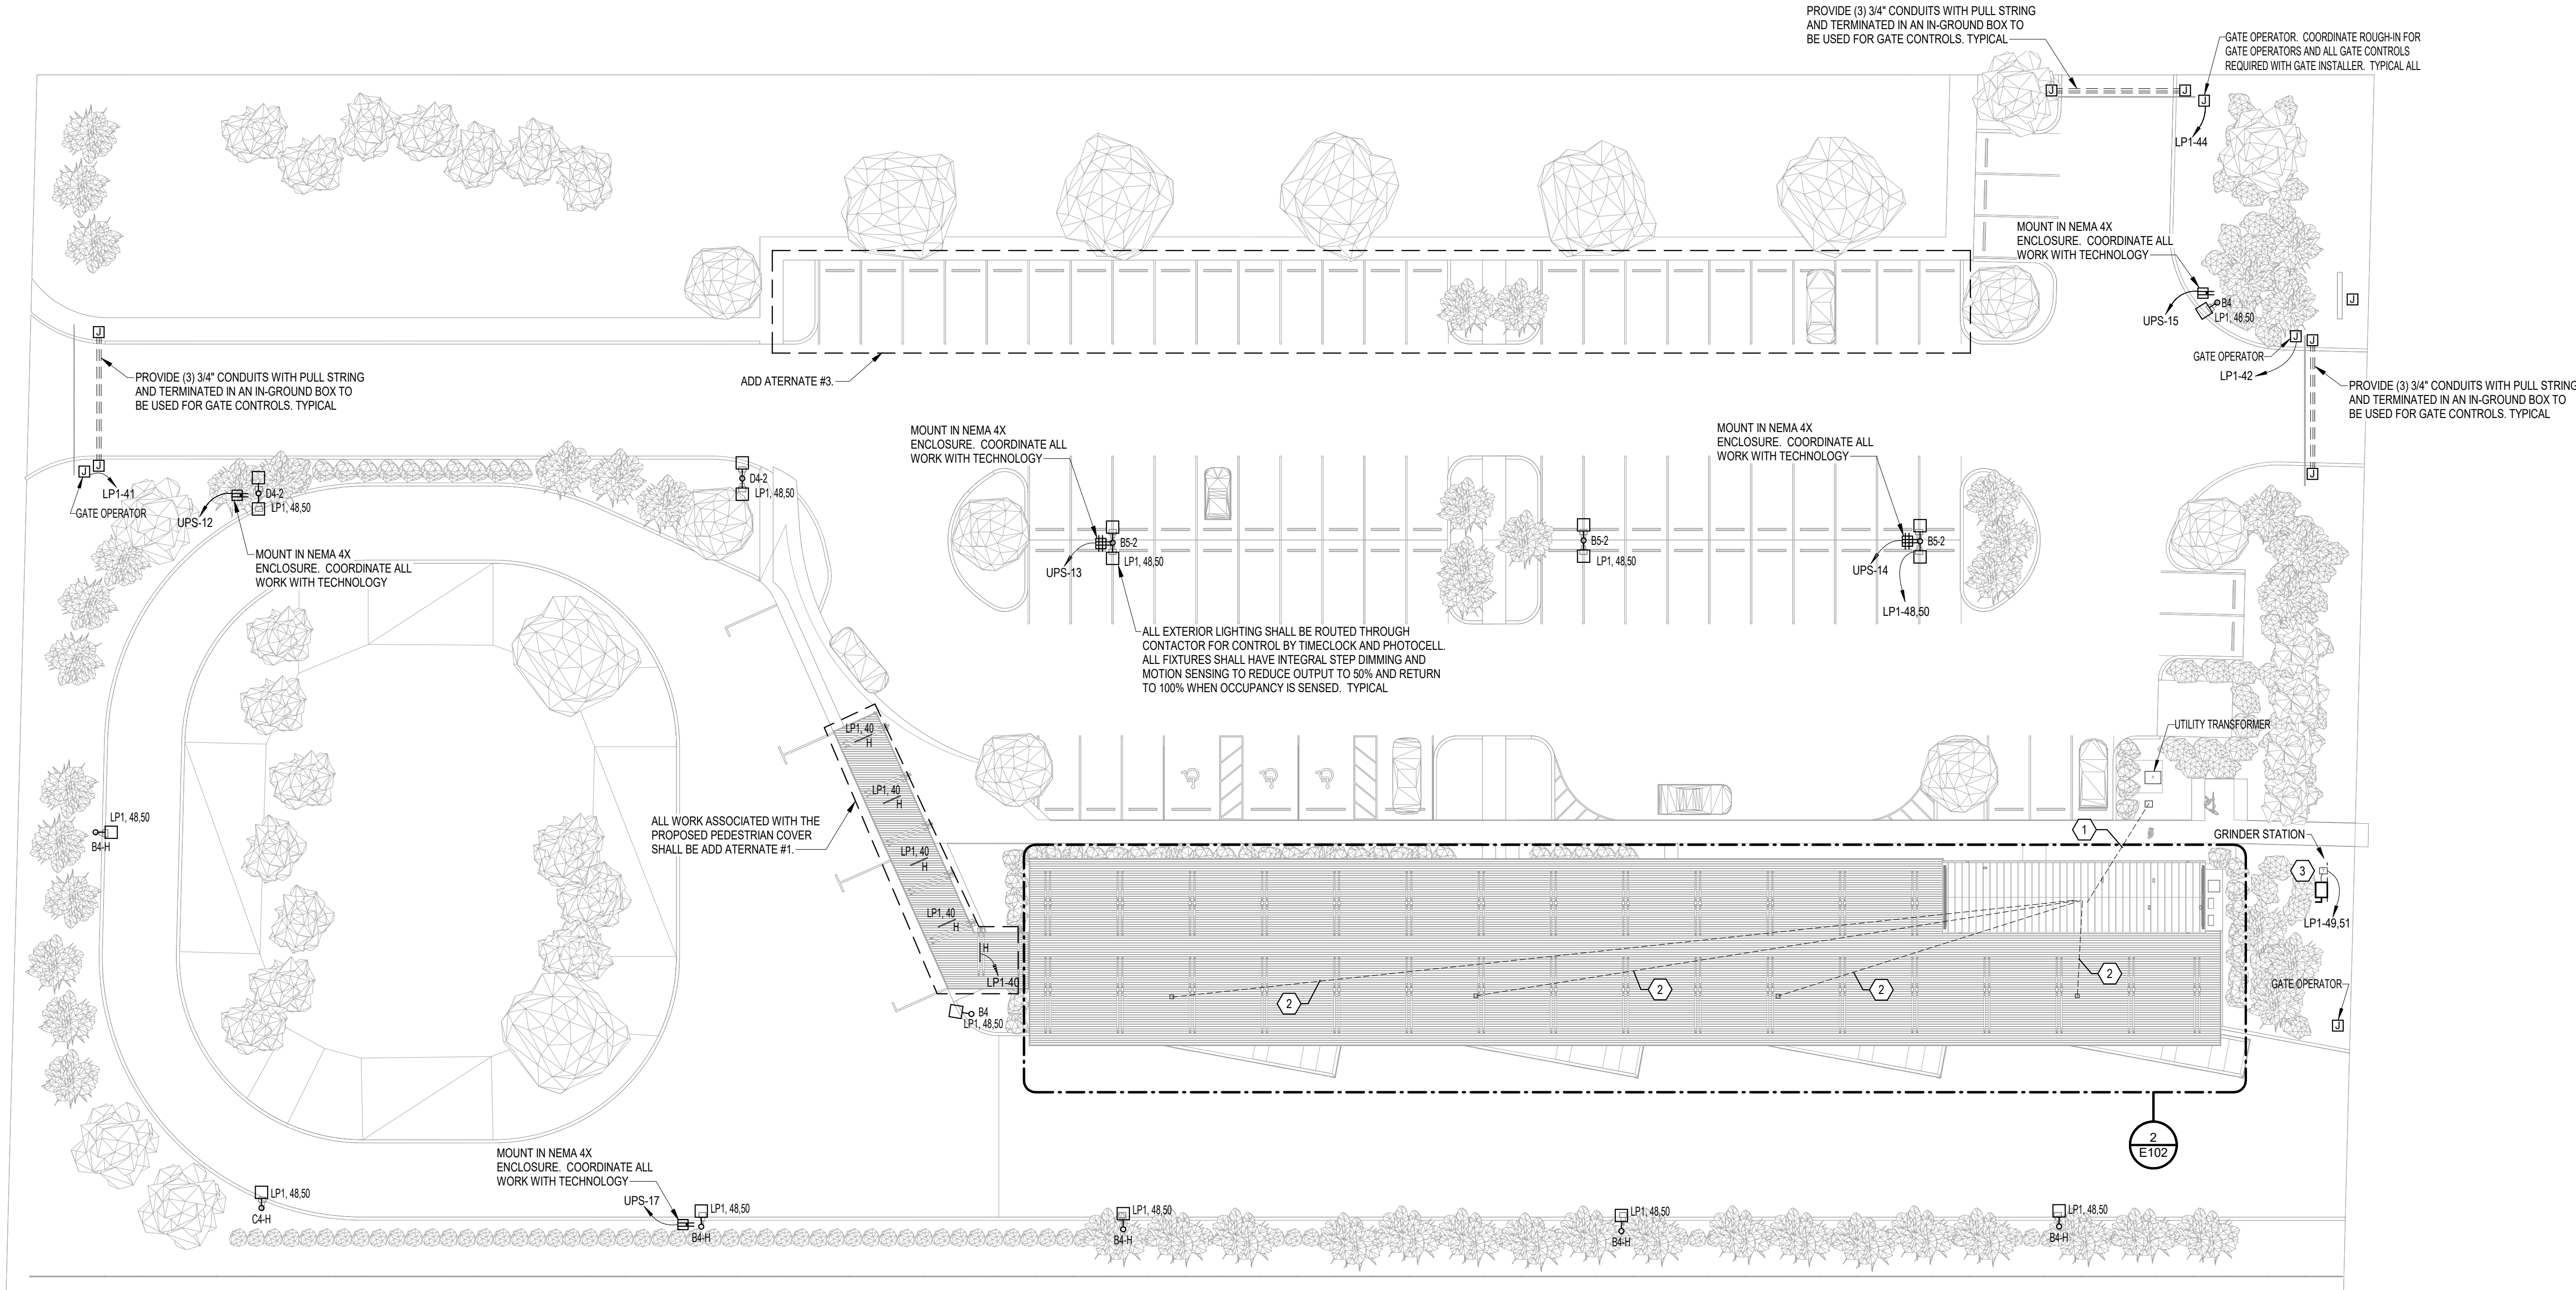 PROVIDE (3) 3/4" CONDUITS WITH PULL STRING
AND TERMINATED IN AN IN-GROUND BOX TO
BE USED FOR GATE CONTROLS. TYPICAL
GATE OPERATOR. COORDINATE ROUGH-IN FOR
GATE OPERATORS AND ALL GATE CONTROLS
REQUIRED WITH GATE INSTALLER. TYPICAL ALL
J
J
J
LP1-44
MOUNT IN NEMA 4X
ENCLOSURE. COORDINATE ALL
WORK WITH TECHNOLOGY
UPS-15
B4
LP1, 48,50
J
J
J
GATE OPERATOR
LP1-42
PROVIDE (3) 3/4" CONDUITS WITH PULL STRING
AND TERMINATED IN AN IN-GROUND BOX TO
BE USED FOR GATE CONTROLS. TYPICAL
J
J
PROVIDE (3) 3/4" CONDUITS WITH PULL STRING
AND TERMINATED IN AN IN-GROUND BOX TO
BE USED FOR GATE CONTROLS. TYPICAL
ADD ATERNATE #3.
J
J
LP1-41
GATE OPERATOR
UPS-12
D4-2
LP1, 48,50
MOUNT IN NEMA 4X
ENCLOSURE. COORDINATE ALL
WORK WITH TECHNOLOGY
D4-2
LP1, 48,50
MOUNT IN NEMA 4X
ENCLOSURE. COORDINATE ALL
WORK WITH TECHNOLOGY
UPS-13
B5-2
LP1, 48,50
B5-2
LP1, 48,50
MOUNT IN NEMA 4X
ENCLOSURE. COORDINATE ALL
WORK WITH TECHNOLOGY
UPS-14
B5-2
LP1-48,50
ALL EXTERIOR LIGHTING SHALL BE ROUTED THROUGH
CONTACTOR FOR CONTROL BY TIMECLOCK AND PHOTOCELL.
ALL FIXTURES SHALL HAVE INTEGRAL STEP DIMMING AND
MOTION SENSING TO REDUCE OUTPUT TO 50% AND RETURN
TO 100% WHEN OCCUPANCY IS SENSED. TYPICAL
UTILITY TRANSFORMER
LP1, 40
H
LP1, 40
H
LP1, 40
H
LP1, 40
H
H
LP1-40
ALL WORK ASSOCIATED WITH THE
PROPOSED PEDESTRIAN COVER
SHALL BE ADD ATERNATE #1.
LP1, 48,50
B4-H
1
GRINDER STATION
3
LP1-49,51
2
2
2
2
GATE OPERATOR
J
B4
LP1, 48,50
2
E102
MOUNT IN NEMA 4X
ENCLOSURE. COORDINATE ALL
WORK WITH TECHNOLOGY
UPS-17
LP1, 48,50
C4-H
LP1, 48,50
B4-H
LP1, 48,50
B4-H
LP1, 48,50
B4-H
LP1, 48,50
B4-H